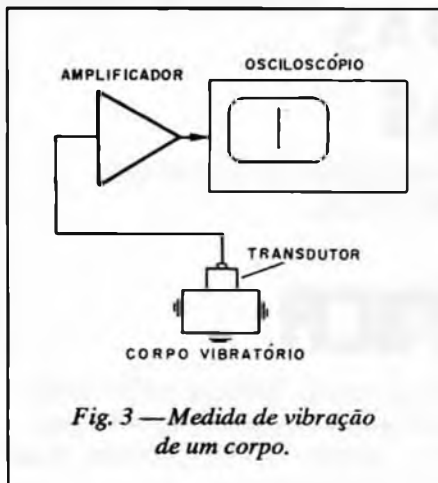 AMPLIFICADOR
OSCILOSCÓPIO
TRANSDUTOR
CORPO VIBRATÓRIO
Fig. 3 — Medida de vibração
de um corpo.